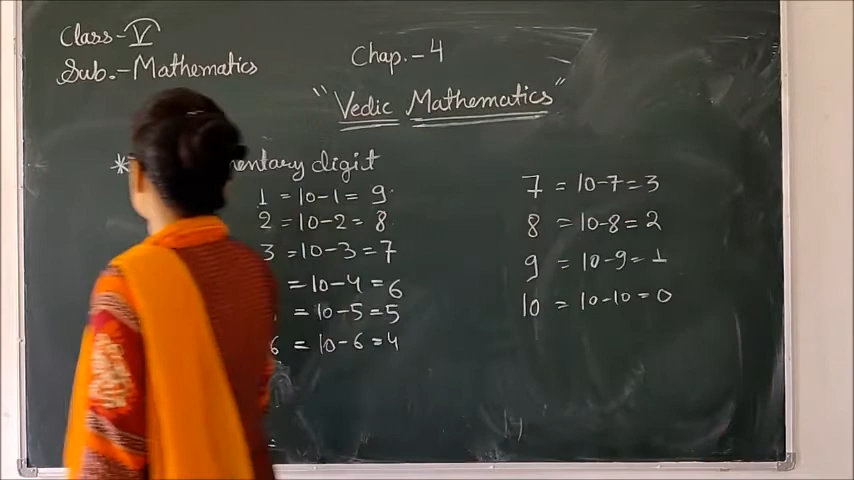 Class - V
Sub. - Mathematics
Chap. - 4
"Vedic Mathematics"
* mentary digit
1 = 10-1 = 9
2 = 10-2 = 8
3 = 10-3 = 7
= 10-4 = 6
= 10-5 = 5
6 = 10-6 = 4
7 = 10-7 = 3
8 = 10-8 = 2
9 = 10-9 = 1
10 = 10-10 = 0